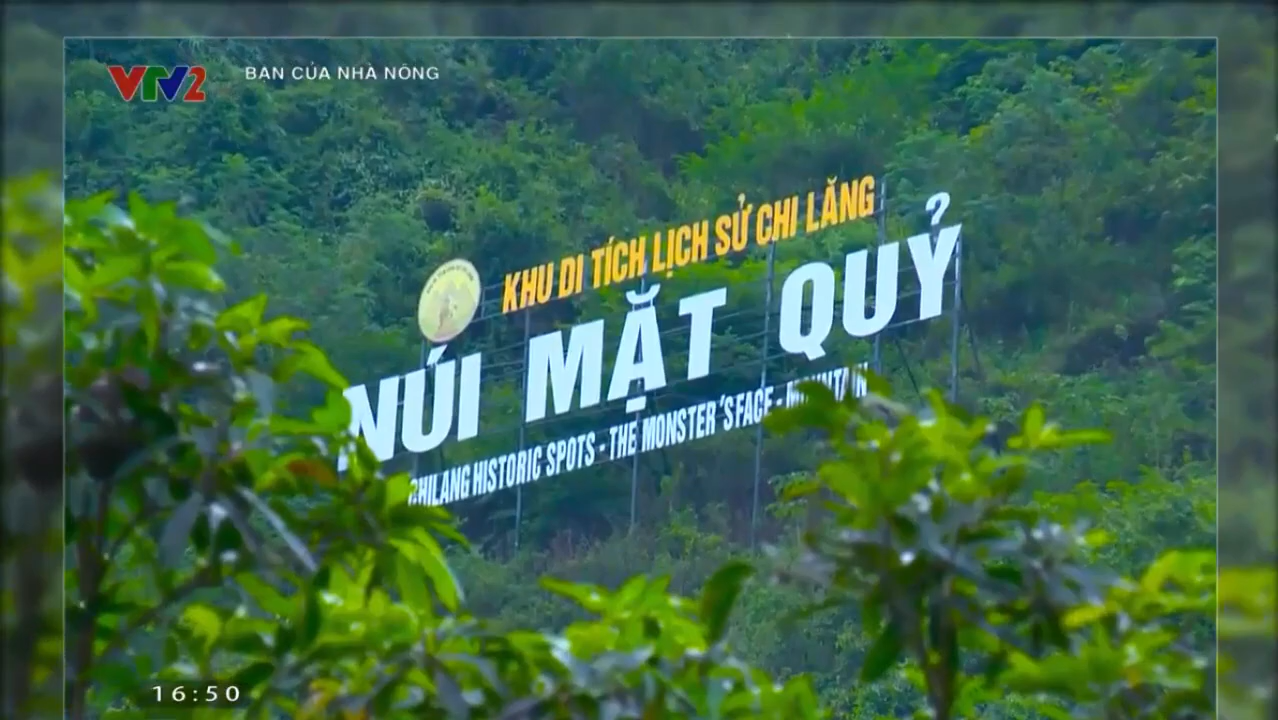 VTV2
BẠN CỦA NHÀ NÔNG
KHU DI TÍCH LỊCH SỬ CHI LĂNG
NÚI MẶT QUỶ
CHILANG HISTORIC SPOTS - THE MONSTER'S FACE - MOUNTAIN
16:50